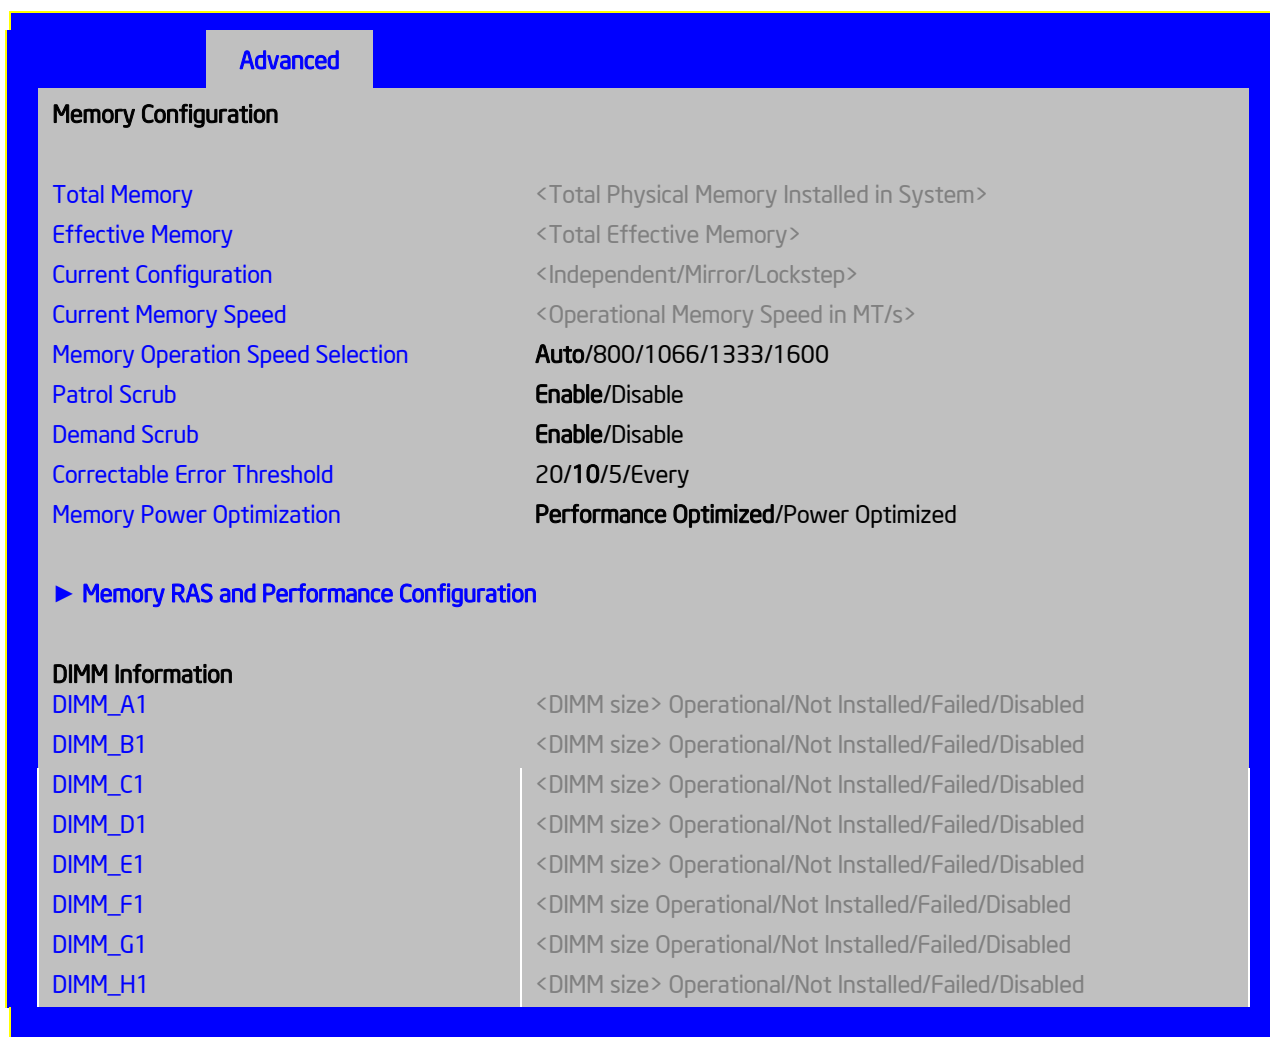 Advanced
Memory Configuration
Total Memory <Total Physical Memory Installed in System>
Effective Memory <Total Effective Memory>
Current Configuration <Independent/Mirror/Lockstep>
Current Memory Speed <Operational Memory Speed in MT/s>
Memory Operation Speed Selection Auto/800/1066/1333/1600
Patrol Scrub Enable/Disable
Demand Scrub Enable/Disable
Correctable Error Threshold 20/10/5/Every
Memory Power Optimization Performance Optimized/Power Optimized
► Memory RAS and Performance Configuration
DIMM Information
DIMM_A1 <DIMM size> Operational/Not Installed/Failed/Disabled
DIMM_B1 <DIMM size> Operational/Not Installed/Failed/Disabled
DIMM_C1 <DIMM size> Operational/Not Installed/Failed/Disabled
DIMM_D1 <DIMM size> Operational/Not Installed/Failed/Disabled
DIMM_E1 <DIMM size> Operational/Not Installed/Failed/Disabled
DIMM_F1 <DIMM size Operational/Not Installed/Failed/Disabled
DIMM_G1 <DIMM size Operational/Not Installed/Failed/Disabled
DIMM_H1 <DIMM size> Operational/Not Installed/Failed/Disabled